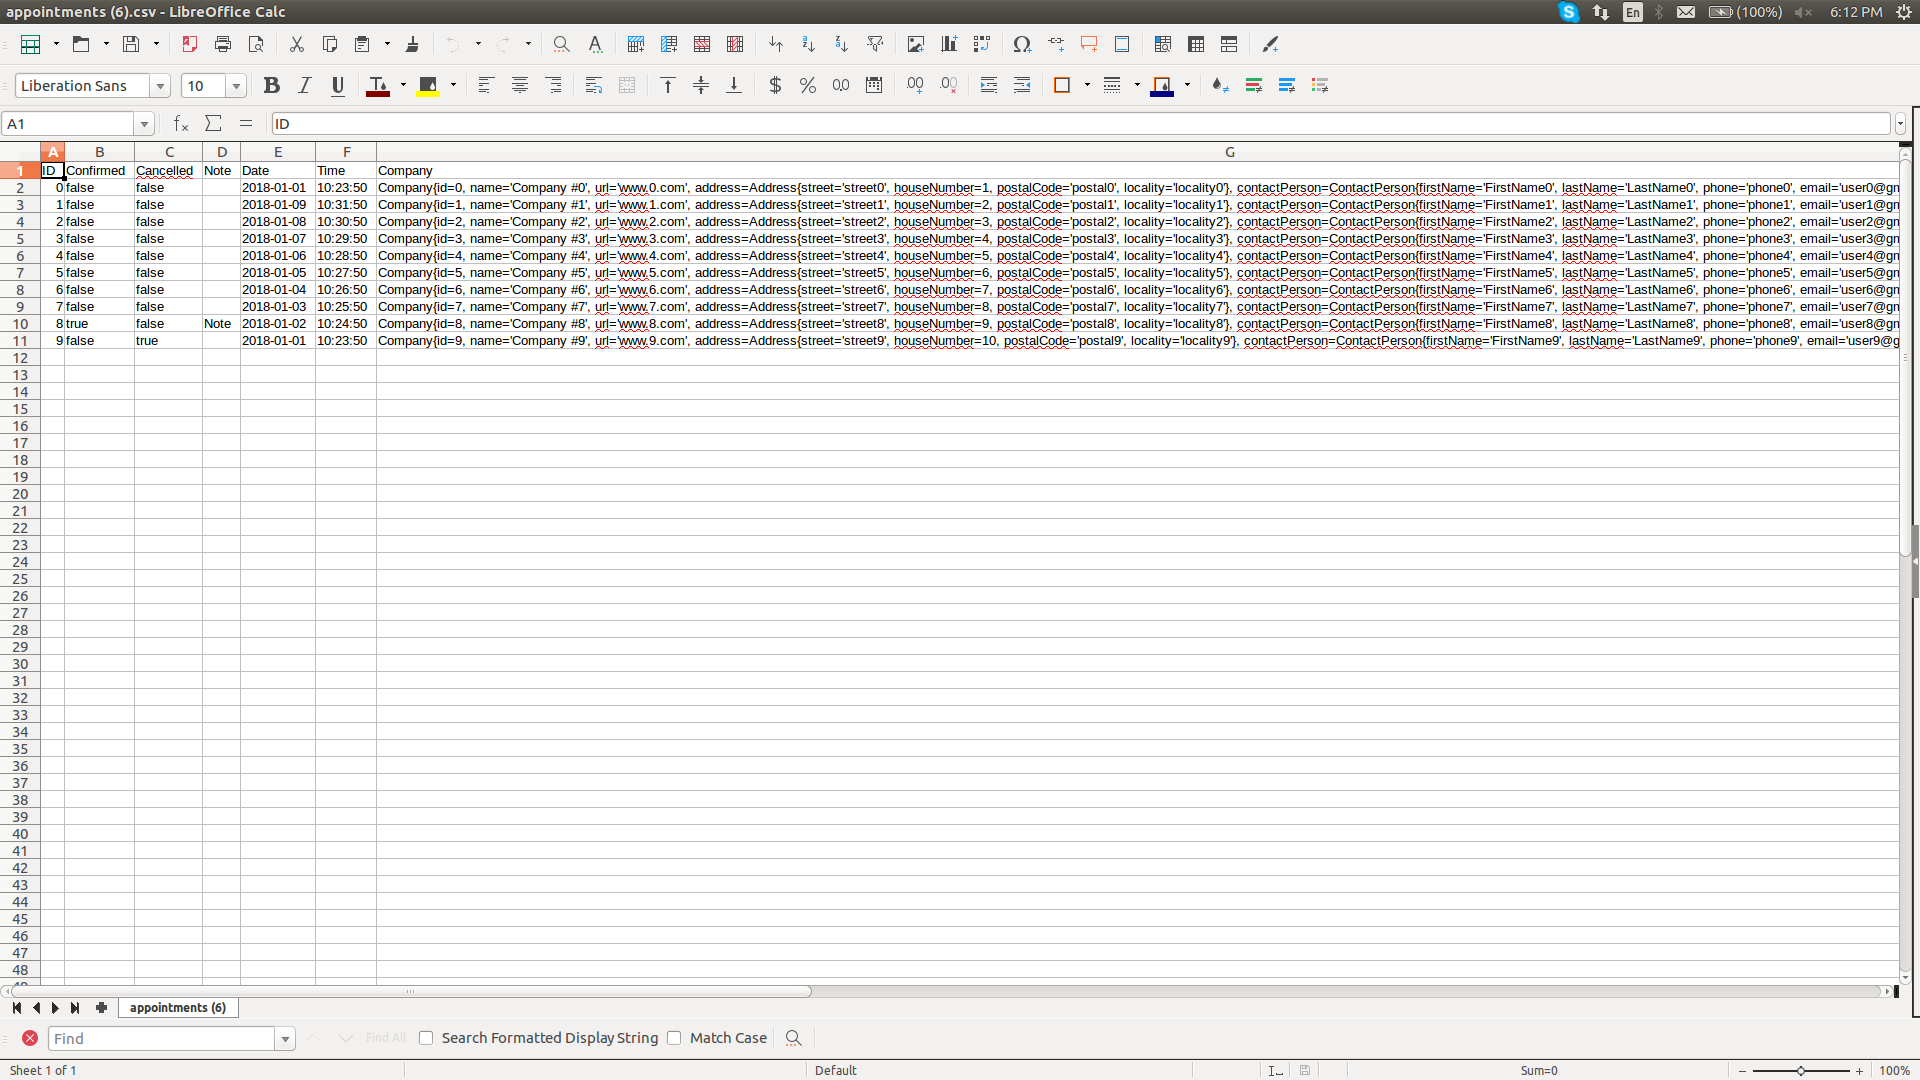 appointments (6).csv - LibreOffice Calc
En (100%) 6:12 PM
Liberation Sans 10
A1 ID
A B C D E F G
1 ID Confirmed Cancelled Note Date Time Company
2 0 false false 2018-01-01 10:23:50 Company{id=0, name='Company #0', url='www.0.com', address=Address{street='street0', houseNumber=1, postalCode='postal0', locality='locality0'}, contactPerson=ContactPerson{firstName='FirstName0', lastName='LastName0', phone='phone0', email='user0@gm
3 1 false false 2018-01-09 10:31:50 Company{id=1, name='Company #1', url='www.1.com', address=Address{street='street1', houseNumber=2, postalCode='postal1', locality='locality1'}, contactPerson=ContactPerson{firstName='FirstName1', lastName='LastName1', phone='phone1', email='user1@gm
4 2 false false 2018-01-08 10:30:50 Company{id=2, name='Company #2', url='www.2.com', address=Address{street='street2', houseNumber=3, postalCode='postal2', locality='locality2'}, contactPerson=ContactPerson{firstName='FirstName2', lastName='LastName2', phone='phone2', email='user2@gm
5 3 false false 2018-01-07 10:29:50 Company{id=3, name='Company #3', url='www.3.com', address=Address{street='street3', houseNumber=4, postalCode='postal3', locality='locality3'}, contactPerson=ContactPerson{firstName='FirstName3', lastName='LastName3', phone='phone3', email='user3@gm
6 4 false false 2018-01-06 10:28:50 Company{id=4, name='Company #4', url='www.4.com', address=Address{street='street4', houseNumber=5, postalCode='postal4', locality='locality4'}, contactPerson=ContactPerson{firstName='FirstName4', lastName='LastName4', phone='phone4', email='user4@gm
7 5 false false 2018-01-05 10:27:50 Company{id=5, name='Company #5', url='www.5.com', address=Address{street='street5', houseNumber=6, postalCode='postal5', locality='locality5'}, contactPerson=ContactPerson{firstName='FirstName5', lastName='LastName5', phone='phone5', email='user5@gm
8 6 false false 2018-01-04 10:26:50 Company{id=6, name='Company #6', url='www.6.com', address=Address{street='street6', houseNumber=7, postalCode='postal6', locality='locality6'}, contactPerson=ContactPerson{firstName='FirstName6', lastName='LastName6', phone='phone6', email='user6@gm
9 7 false false 2018-01-03 10:25:50 Company{id=7, name='Company #7', url='www.7.com', address=Address{street='street7', houseNumber=8, postalCode='postal7', locality='locality7'}, contactPerson=ContactPerson{firstName='FirstName7', lastName='LastName7', phone='phone7', email='user7@gm
10 8 true false Note 2018-01-02 10:24:50 Company{id=8, name='Company #8', url='www.8.com', address=Address{street='street8', houseNumber=9, postalCode='postal8', locality='locality8'}, contactPerson=ContactPerson{firstName='FirstName8', lastName='LastName8', phone='phone8', email='user8@gm
11 9 false true 2018-01-01 10:23:50 Company{id=9, name='Company #9', url='www.9.com', address=Address{street='street9', houseNumber=10, postalCode='postal9', locality='locality9'}, contactPerson=ContactPerson{firstName='FirstName9', lastName='LastName9', phone='phone9', email='user9@g
12
13
14
15
16
17
18
19
20
21
22
23
24
25
26
27
28
29
30
31
32
33
34
35
36
37
38
39
40
41
42
43
44
45
46
47
48
49
appointments (6)
Find Find All Search Formatted Display String Match Case
Sheet 1 of 1 Default Sum=0 100%